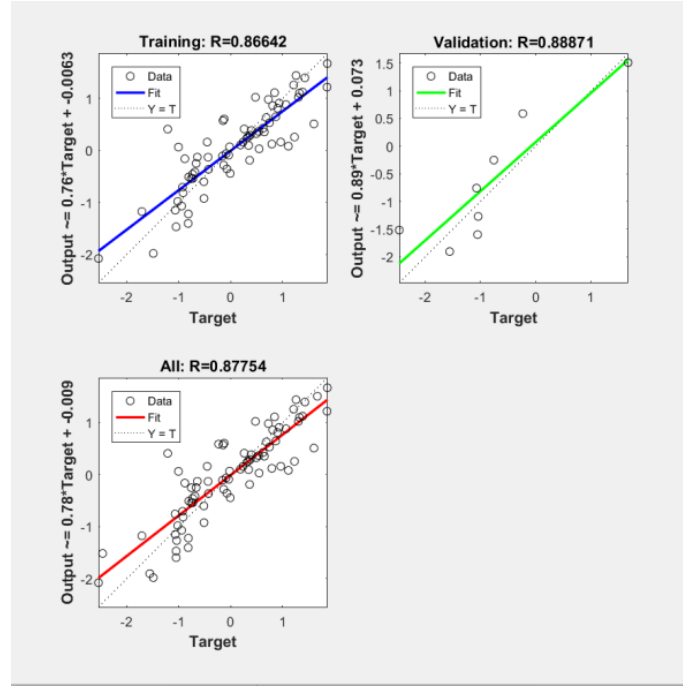 Training: R=0.86642
Output ~= 0.76*Target + -0.0063
Data
Fit
Y = T
1
0
-1
-2
-2 -1 0 1
Target
Validation: R=0.88871
Output ~= 0.89*Target + 0.073
Data
Fit
Y = T
1.5
1
0.5
0
-0.5
-1
-1.5
-2
-2 -1 0 1
Target
All: R=0.87754
Output ~= 0.78*Target + -0.009
Data
Fit
Y = T
1
0
-1
-2
-2 -1 0 1
Target